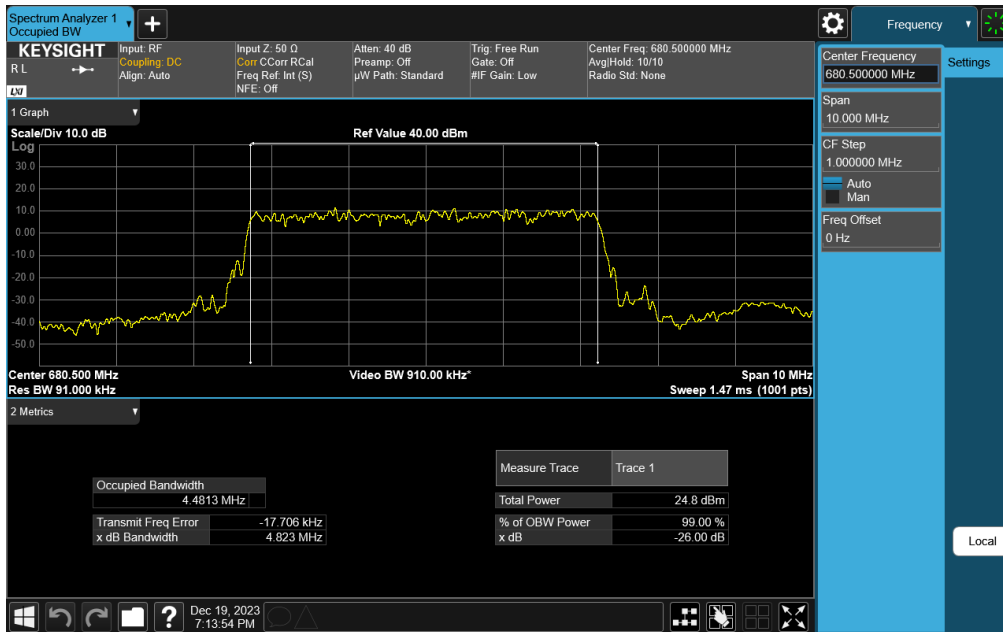 Spectrum Analyzer 1
Occupied BW
Frequency
KEYSIGHT
Input: RF
Input Z: 50 Ω
Atten: 40 dB
Trig: Free Run
Center Freq: 680.500000 MHz
R L
Coupling: DC
Corr CCorr RCal
Preamp: Off
Gate: Off
Avg|Hold: 10/10
Align: Auto
Freq Ref: Int (S)
µW Path: Standard
#IF Gain: Low
Radio Std: None
LXI
NFE: Off
Center Frequency
680.500000 MHz
Settings
Span
10.000 MHz
CF Step
1.000000 MHz
Auto
Man
Freq Offset
0 Hz
1 Graph
Scale/Div 10.0 dB
Ref Value 40.00 dBm
Log
30.0
20.0
10.0
0.00
-10.0
-20.0
-30.0
-40.0
-50.0
Center 680.500 MHz
Video BW 910.00 kHz*
Span 10 MHz
Res BW 91.000 kHz
Sweep 1.47 ms (1001 pts)
2 Metrics
Measure Trace
Trace 1
Occupied Bandwidth
4.4813 MHz
Total Power
24.8 dBm
Transmit Freq Error
-17.706 kHz
% of OBW Power
99.00 %
x dB Bandwidth
4.823 MHz
x dB
-26.00 dB
Local
?
Dec 19, 2023
7:13:54 PM